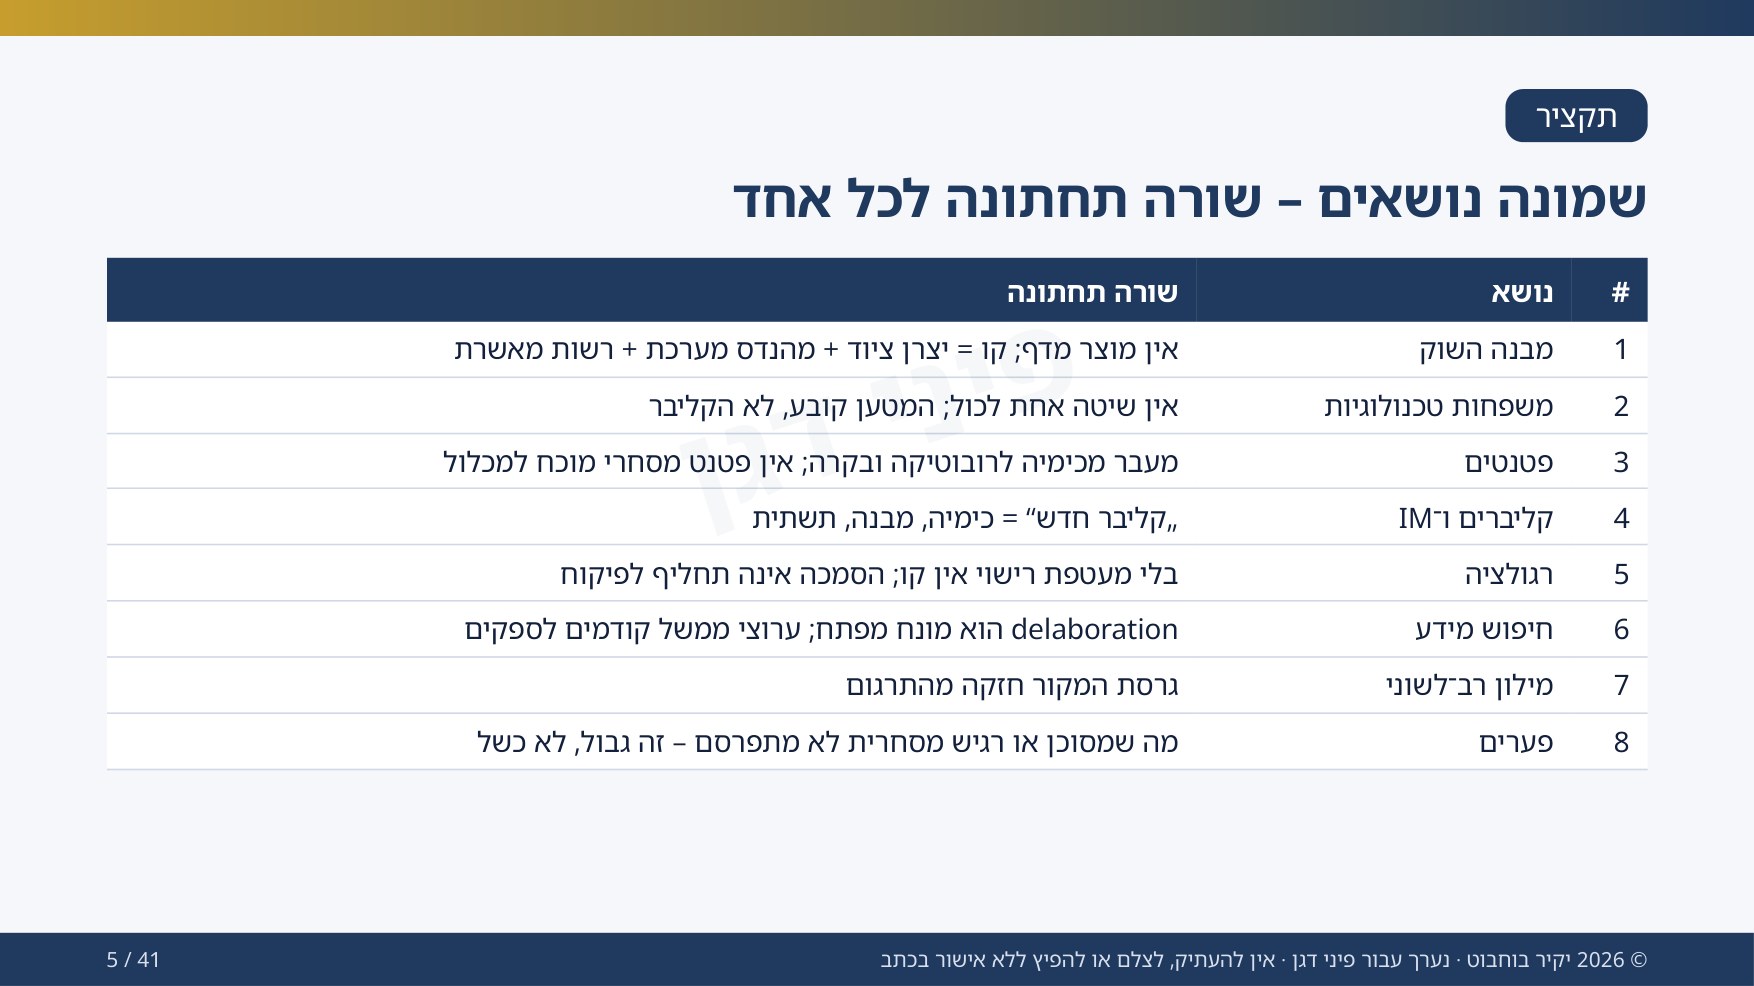 תקציר
שמונה נושאים – שורה תחתונה לכל אחד
# נושא שורה תחתונה
1 מבנה השוק אין מוצר מדף; קו = יצרן ציוד + מהנדס מערכת + רשות מאשרת
2 משפחות טכנולוגיות אין שיטה אחת לכול; המטען קובע, לא הקליבר
3 פטנטים מעבר מכימיה לרובוטיקה ובקרה; אין פטנט מסחרי מוכח למכלול
4 קליברים ו־IM „קליבר חדש“ = כימיה, מבנה, תשתית
5 רגולציה בלי מעטפת רישוי אין קו; הסמכה אינה תחליף לפיקוח
6 חיפוש מידע delaboration הוא מונח מפתח; ערוצי ממשל קודמים לספקים
7 מילון רב־לשוני גרסת המקור חזקה מהתרגום
8 פערים מה שמסוכן או רגיש מסחרית לא מתפרסם – זה גבול, לא כשל
פיני דגן
© 2026 יקיר בוחבוט · נערך עבור פיני דגן · אין להעתיק, לצלם או להפיץ ללא אישור בכתב
5 / 41